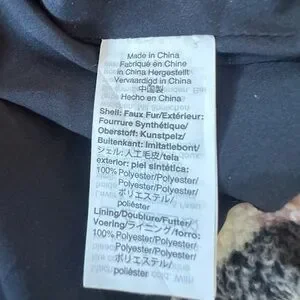 Made in China
Fabriqué en Chine
in China Hergestellt
Vervaardigd in China
中国製
Hecho en China
Shell: Faux Fur/Extérieur:
Fourrure Synthétique/
Oberstoff: Kunstpelz/
Buitenkant: Imitatiebont/
シェル: 人工毛皮/tela
exterior: piel sintética:
100% Polyester/Polyester/
Polyester/Polyester/
ポリエステル/
poliéster
Lining/Doublure/Futter/
Voering/ライニング/forro:
100% Polyester/Polyester/
Polyester/Polyester/
ポリエステル/
poliéster